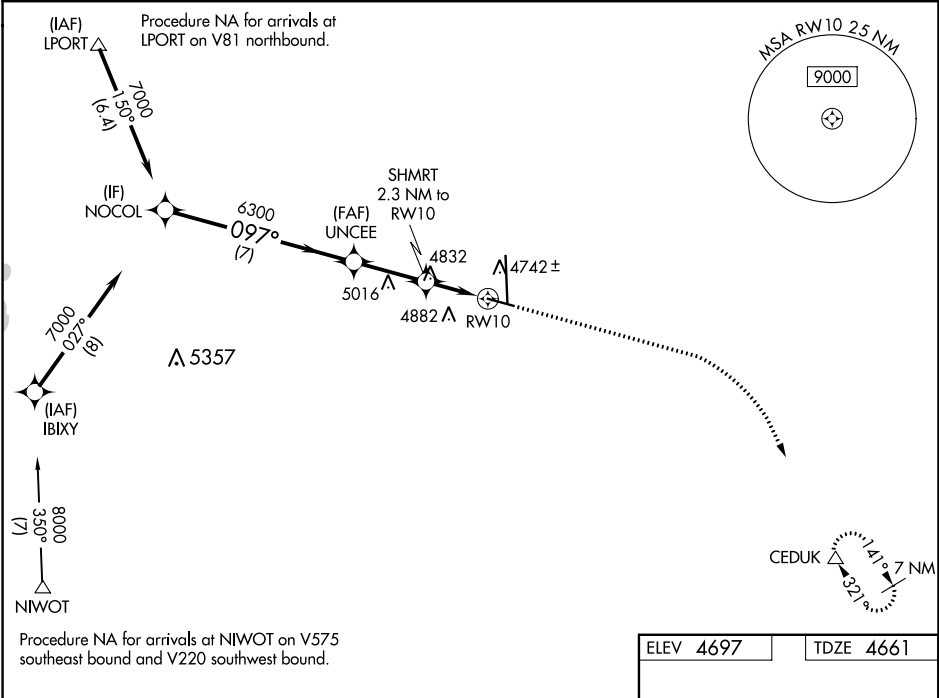 (IAF)
LPORT
Procedure NA for arrivals at
LPORT on V81 northbound.
MSA RW10 25 NM
9000
7000
150°
(6.4)
(IF)
NOCOL
6300
097°
(7)
(FAF)
UNCEE
SHMRT
2.3 NM to
RW10
4832
4742 ±
5016
4882
RW10
7000
027°
(8)
5357
(IAF)
IBIXY
8000
350°
(7)
NIWOT
CEDUK
141°
7 NM
321°
Procedure NA for arrivals at NIWOT on V575
southeast bound and V220 southwest bound.
ELEV 4697
TDZE 4661